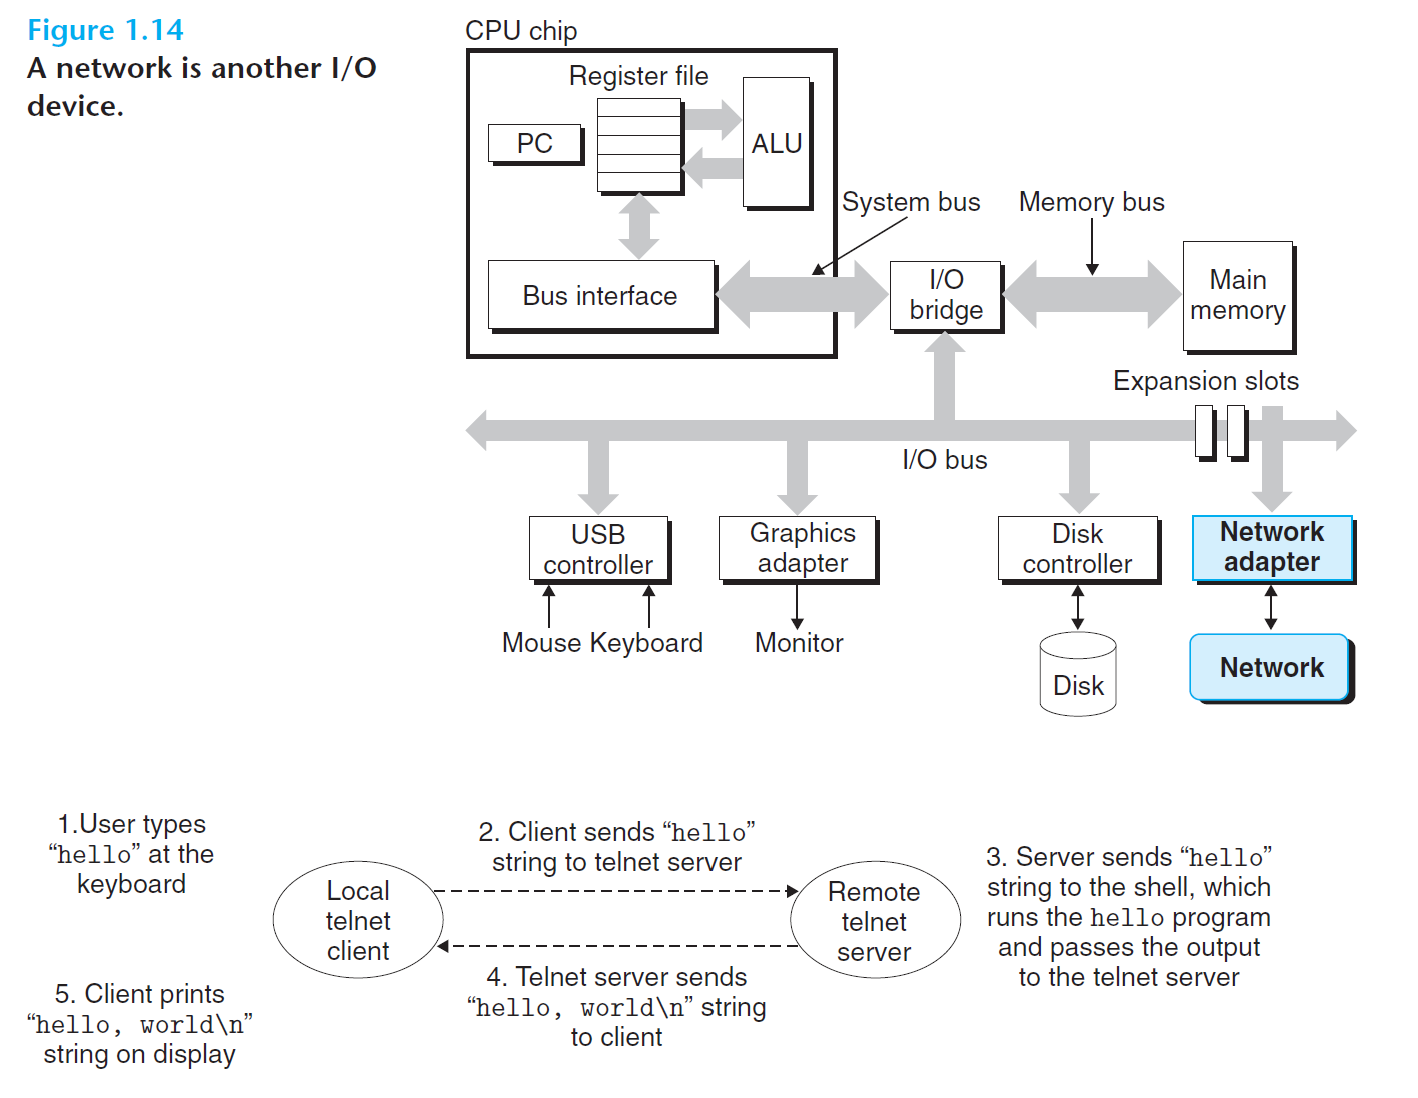 Figure 1.14
A network is another I/O
device.
CPU chip
Register file
PC
ALU
System bus
Memory bus
Bus interface
I/O
bridge
Main
memory
Expansion slots
I/O bus
USB
controller
Graphics
adapter
Disk
controller
Network
adapter
Mouse Keyboard
Monitor
Disk
Network
1.User types
“hello” at the
keyboard
2. Client sends “hello”
string to telnet server
Local
telnet
client
Remote
telnet
server
3. Server sends “hello”
string to the shell, which
runs the hello program
and passes the output
to the telnet server
4. Telnet server sends
“hello, world\n” string
to client
5. Client prints
“hello, world\n”
string on display